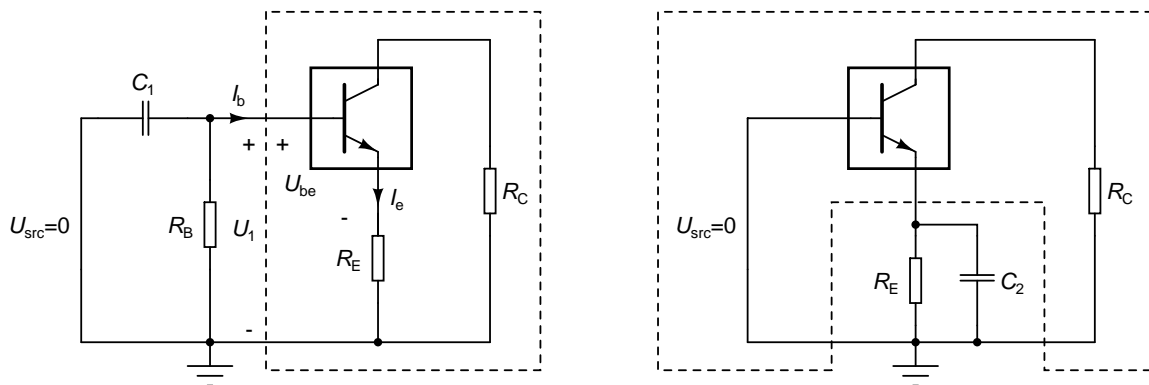 C1
Ib
+ +
Ube
Ie
-
Usrc=0
RB
U1
RE
RC
-
Usrc=0
RE
C2
RC